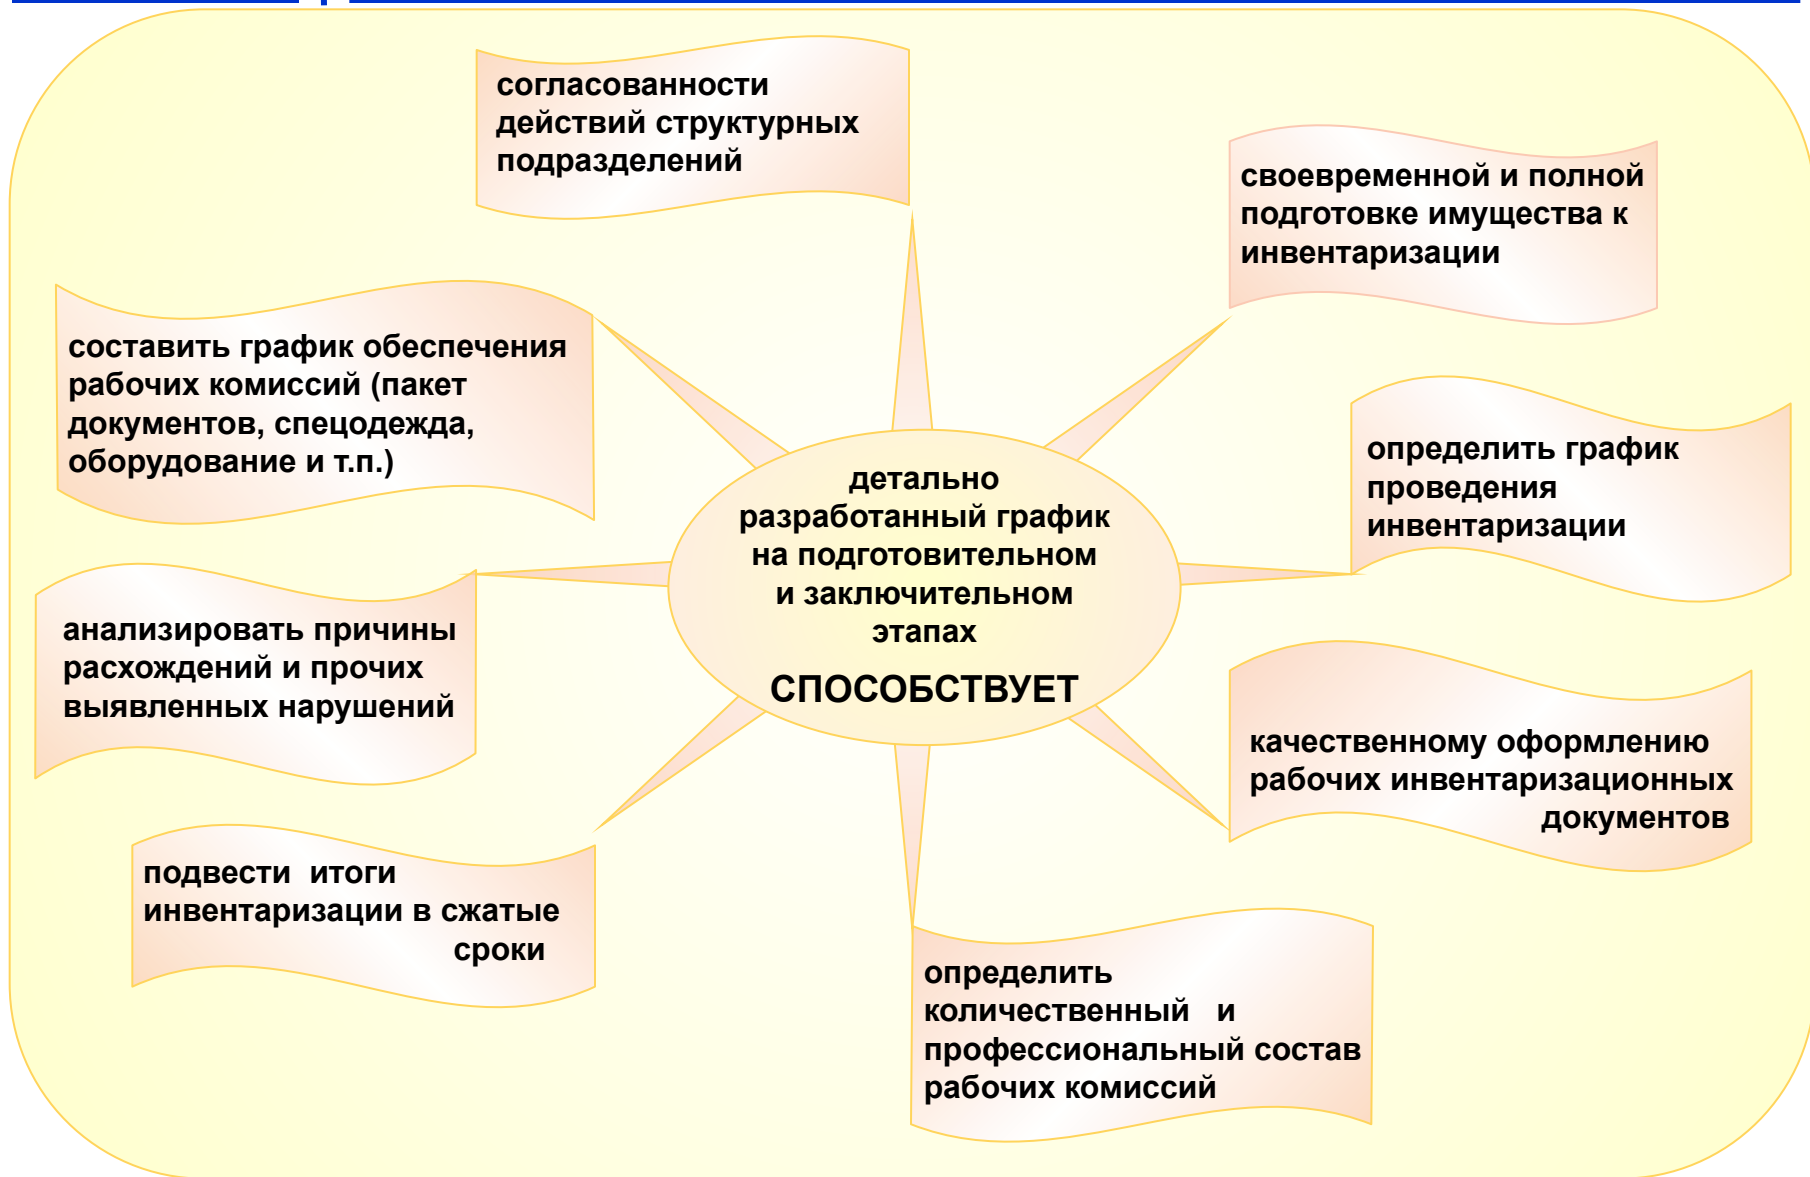 согласованности
действий структурных
подразделений
своевременной и полной
подготовке имущества к
инвентаризации
составить график обеспечения
рабочих комиссий (пакет
документов, спецодежда,
оборудование и т.п.)
определить график
проведения
инвентаризации
детально
разработанный график
на подготовительном
и заключительном
этапах
СПОСОБСТВУЕТ
анализировать причины
расхождений и прочих
выявленных нарушений
качественному оформлению
рабочих инвентаризационных
документов
подвести итоги
инвентаризации в сжатые
сроки
определить
количественный и
профессиональный состав
рабочих комиссий